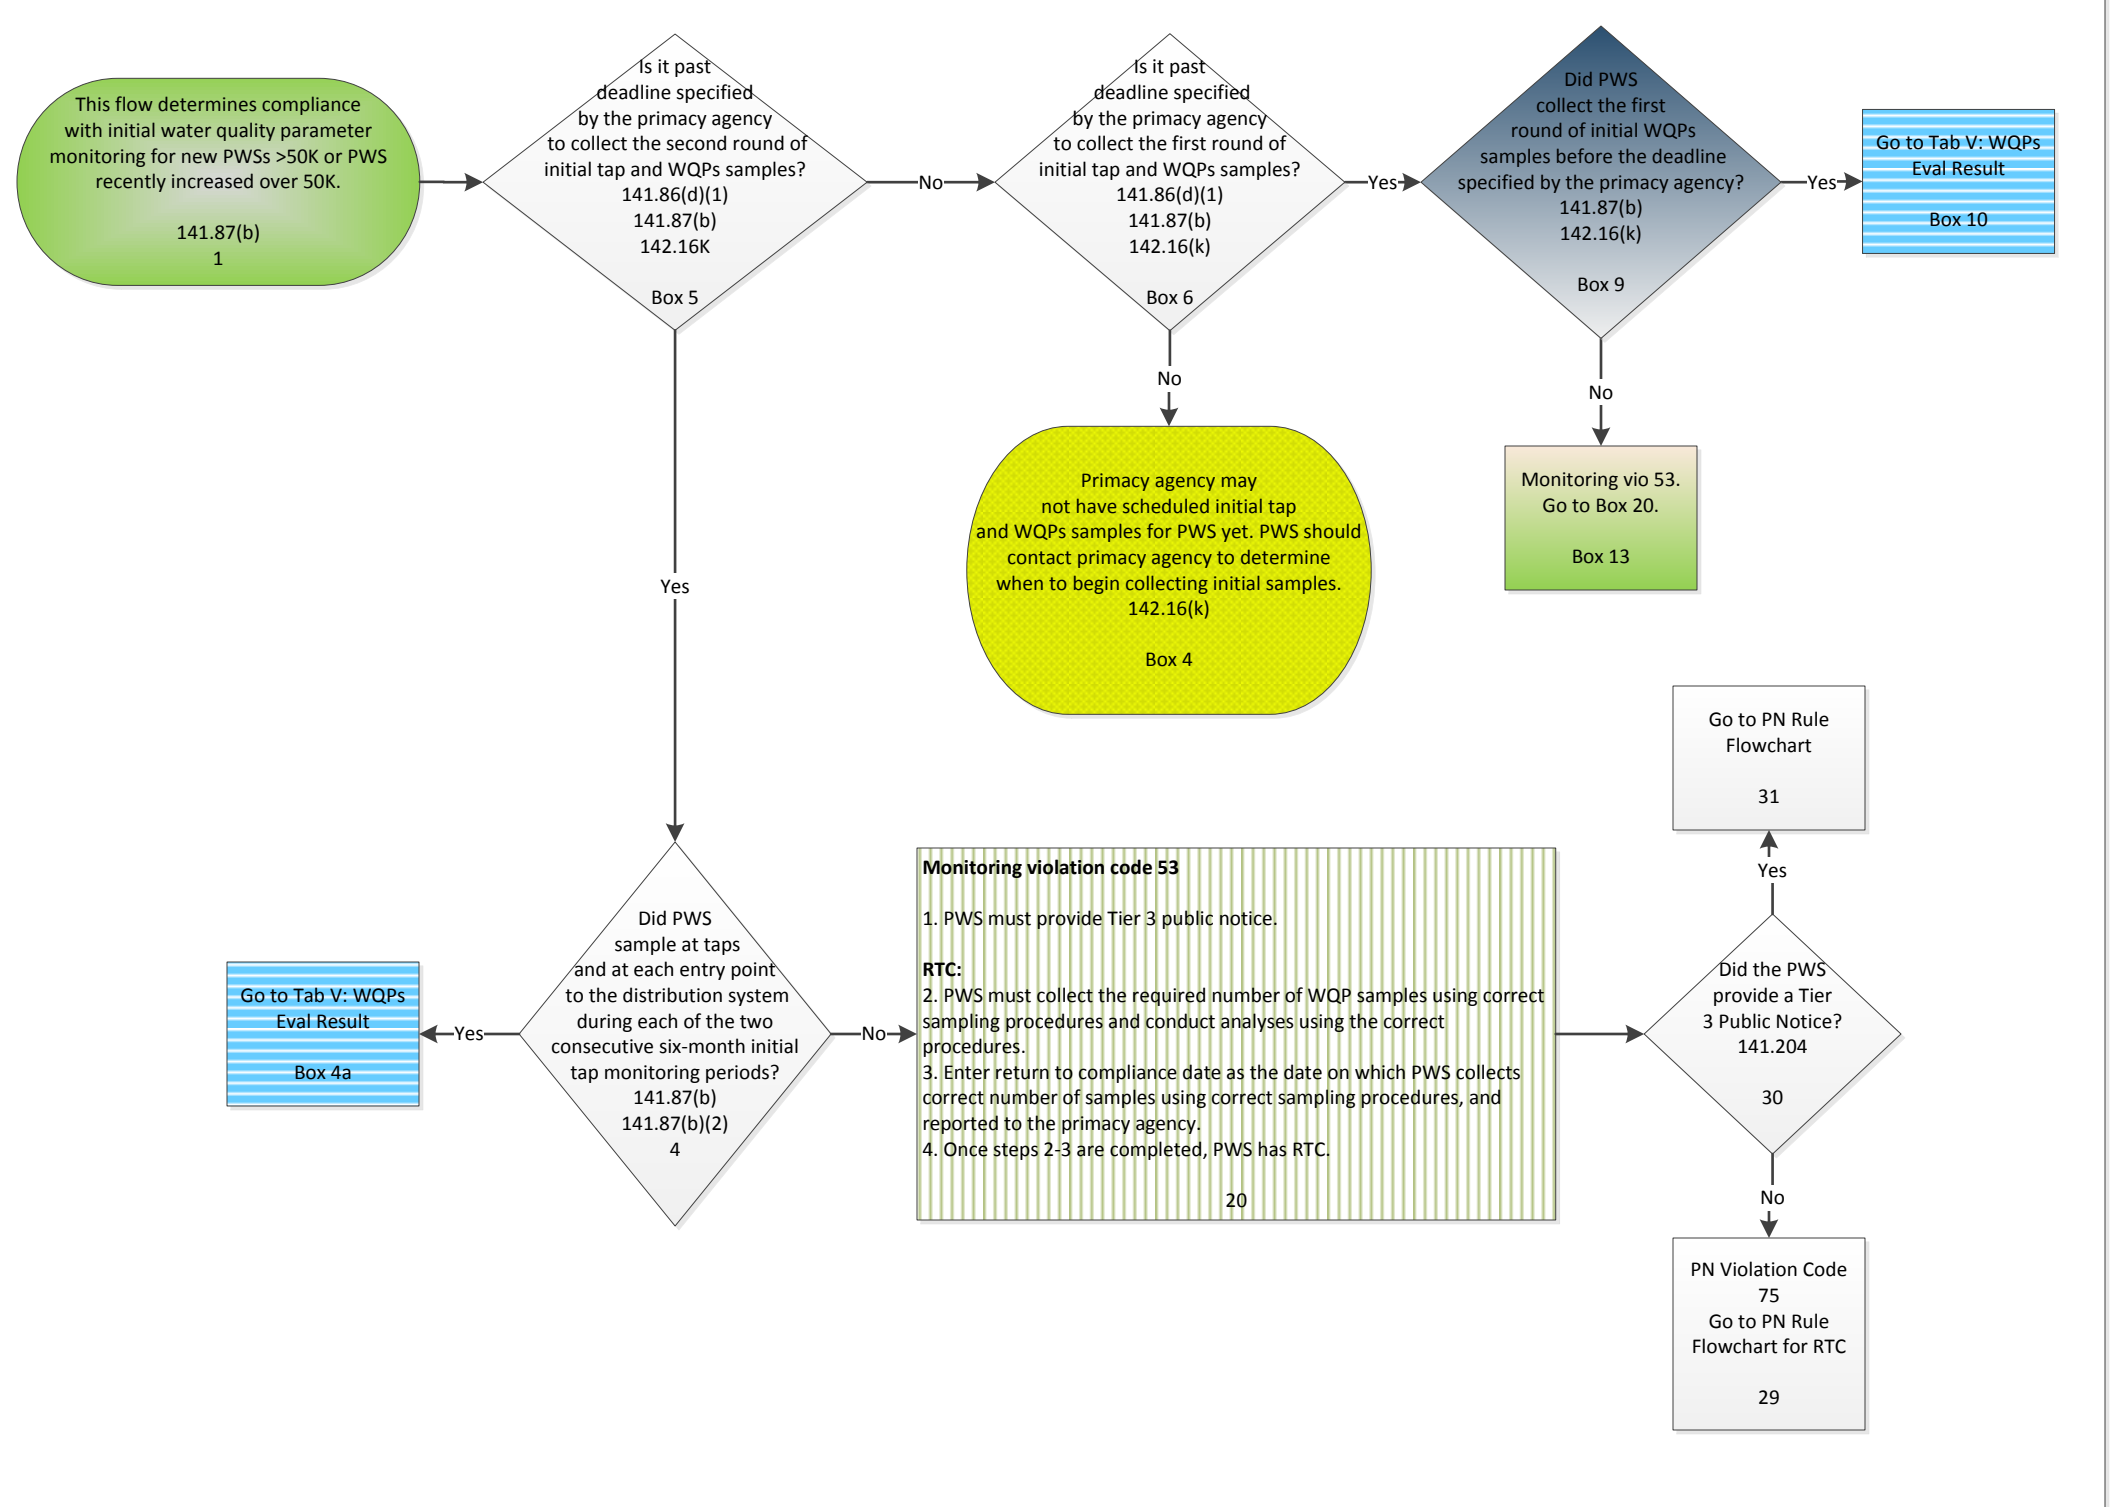 This flow determines compliance
with initial water quality parameter
monitoring for new PWSs >50K or PWS
recently increased over 50K.
141.87(b)
1
Is it past
deadline specified
by the primacy agency
to collect the second round of
initial tap and WQPs samples?
141.86(d)(1)
141.87(b)
142.16K
Box 5
No
Is it past
deadline specified
by the primacy agency
to collect the first round of
initial tap and WQPs samples?
141.86(d)(1)
141.87(b)
142.16(k)
Box 6
Yes
Did PWS
collect the first
round of initial WQPs
samples before the deadline
specified by the primacy agency?
141.87(b)
142.16(k)
Box 9
Yes
Go to Tab V: WQPs
Eval Result
Box 10
No
Primacy agency may
not have scheduled initial tap
and WQPs samples for PWS yet. PWS should
contact primacy agency to determine
when to begin collecting initial samples.
142.16(k)
Box 4
No
Monitoring vio 53.
Go to Box 20.
Box 13
Yes
Did PWS
sample at taps
and at each entry point
to the distribution system
during each of the two
consecutive six-month initial
tap monitoring periods?
141.87(b)
141.87(b)(2)
4
Yes
Go to Tab V: WQPs
Eval Result
Box 4a
No
Monitoring violation code 53
1. PWS must provide Tier 3 public notice.
RTC:
2. PWS must collect the required number of WQP samples using correct
sampling procedures and conduct analyses using the correct
procedures.
3. Enter return to compliance date as the date on which PWS collects
correct number of samples using correct sampling procedures, and
reported to the primacy agency.
4. Once steps 2-3 are completed, PWS has RTC.
20
Did the PWS
provide a Tier
3 Public Notice?
141.204
30
Yes
Go to PN Rule
Flowchart
31
No
PN Violation Code
75
Go to PN Rule
Flowchart for RTC
29